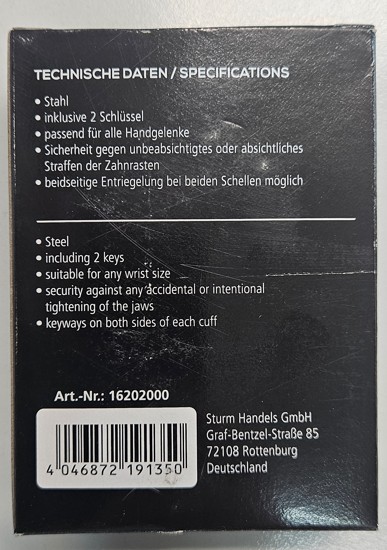 TECHNISCHE DATEN / SPECIFICATIONS
• Stahl
• inklusive 2 Schlüssel
• passend für alle Handgelenke
• Sicherheit gegen unbeabsichtigtes oder absichtliches
Straffen der Zahnrasten
• beidseitige Entriegelung bei beiden Schellen möglich
• Steel
• including 2 keys
• suitable for any wrist size
• security against any accidental or intentional
tightening of the jaws
• keyways on both sides of each cuff
Art.-Nr.: 16202000
Sturm Handels GmbH
Graf-Bentzel-Straße 85
72108 Rottenburg
Deutschland
4 046872 191350